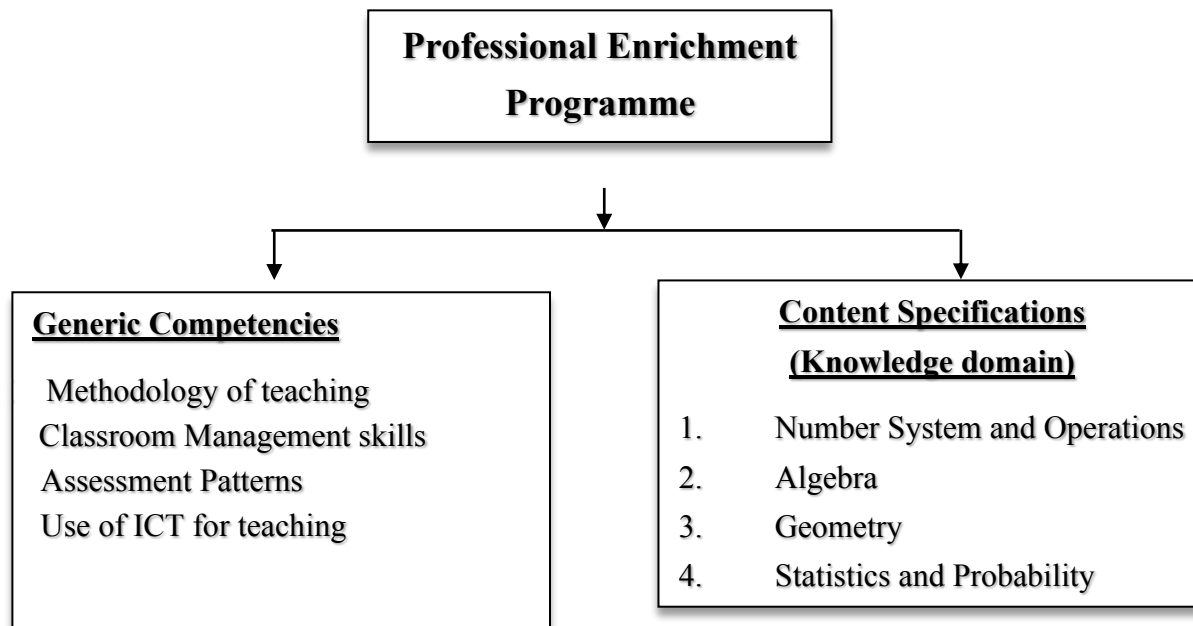 Professional Enrichment
Programme
Generic Competencies
Methodology of teaching
Classroom Management skills
Assessment Patterns
Use of ICT for teaching
Content Specifications
(Knowledge domain)
1. Number System and Operations
2. Algebra
3. Geometry
4. Statistics and Probability